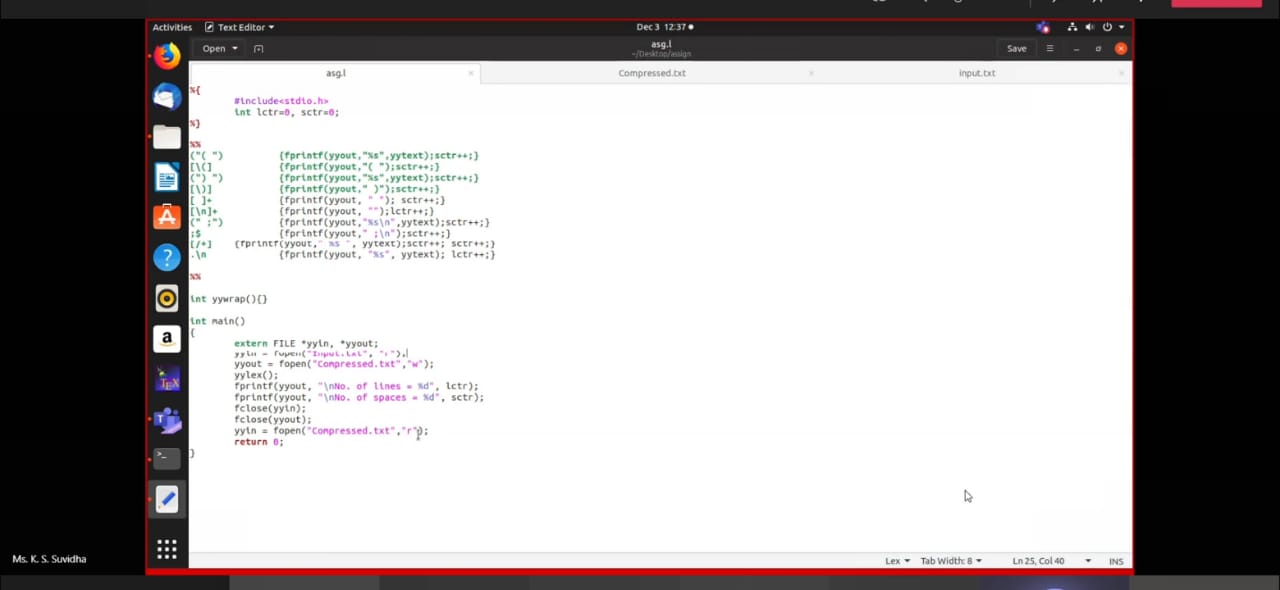 Activities Text Editor Dec 3 12:37
Open asg.l Save
~/Desktop/assign
asg.l Compressed.txt input.txt
%{
#include<stdio.h>
int lctr=0, sctr=0;
%}
%%
("( ") {fprintf(yyout,"%s",yytext);sctr++;}
[\(] {fprintf(yyout,"( ");sctr++;}
(") ") {fprintf(yyout,"%s",yytext);sctr++;}
[\)] {fprintf(yyout," )");sctr++;}
[ ]+ {fprintf(yyout, " "); sctr++;}
[\n]+ {fprintf(yyout, "");lctr++;}
(" ;") {fprintf(yyout,"%s\n",yytext);sctr++;}
;$ {fprintf(yyout," ;\n");sctr++;}
[/+] {fprintf(yyout," %s ", yytext);sctr++; sctr++;}
.\n {fprintf(yyout, "%s", yytext); lctr++;}
%%
int yywrap(){}
int main()
{
extern FILE *yyin, *yyout;
yyin = fopen("Input.txt", "r");
yyout = fopen("Compressed.txt","w");
yylex();
fprintf(yyout, "\nNo. of lines = %d", lctr);
fprintf(yyout, "\nNo. of spaces = %d", sctr);
fclose(yyin);
fclose(yyout);
yyin = fopen("Compressed.txt","r");
return 0;
}
Ms. K. S. Suvidha
Lex Tab Width: 8 Ln 25, Col 40 INS